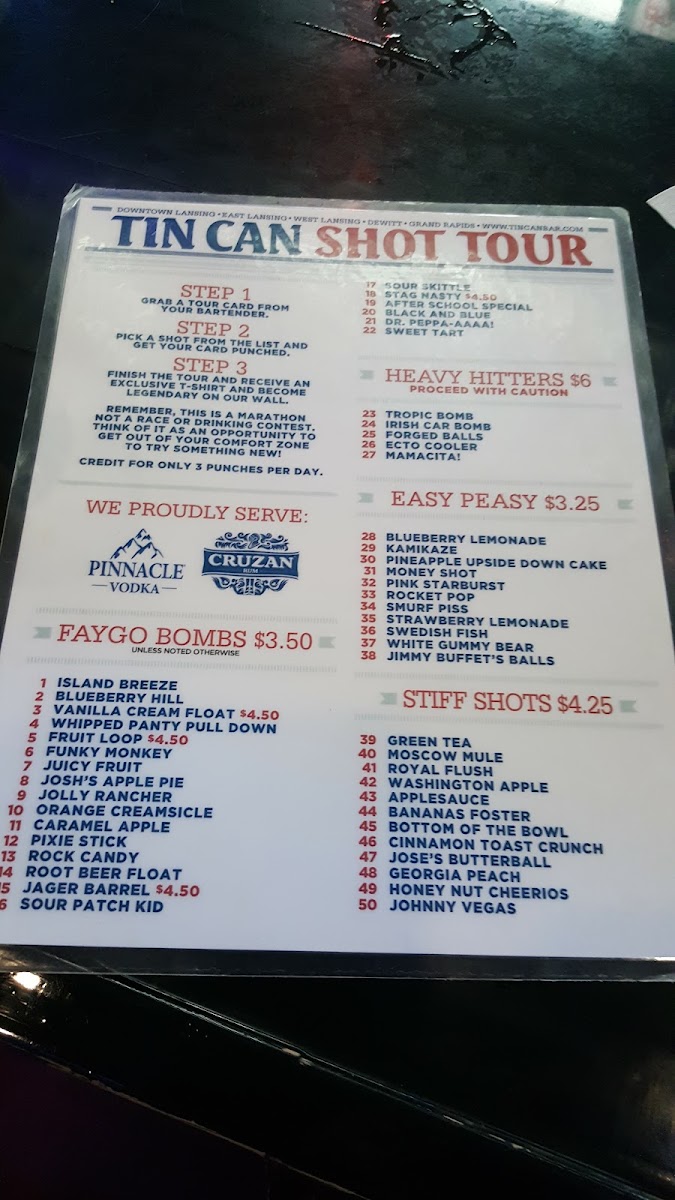 DOWNTOWN LANSING • EAST LANSING • WEST LANSING • DEWITT • GRAND RAPIDS • WWW.TINCANBAR.COM
TIN CAN SHOT TOUR
STEP 1
GRAB A TOUR CARD FROM
YOUR BARTENDER.
STEP 2
PICK A SHOT FROM THE LIST AND
GET YOUR CARD PUNCHED.
STEP 3
FINISH THE TOUR AND RECEIVE AN
EXCLUSIVE T-SHIRT AND BECOME
LEGENDARY ON OUR WALL.
REMEMBER, THIS IS A MARATHON
NOT A RACE OR DRINKING CONTEST.
THINK OF IT AS AN OPPORTUNITY TO
GET OUT OF YOUR COMFORT ZONE
TO TRY SOMETHING NEW!
CREDIT FOR ONLY 3 PUNCHES PER DAY.
WE PROUDLY SERVE:
PINNACLE
VODKA
CRUZAN
RUM
FAYGO BOMBS $3.50
UNLESS NOTED OTHERWISE
1 ISLAND BREEZE
2 BLUEBERRY HILL
3 VANILLA CREAM FLOAT $4.50
4 WHIPPED PANTY PULL DOWN
5 FRUIT LOOP $4.50
6 FUNKY MONKEY
7 JUICY FRUIT
8 JOSH'S APPLE PIE
9 JOLLY RANCHER
10 ORANGE CREAMSICLE
11 CARAMEL APPLE
12 PIXIE STICK
13 ROCK CANDY
14 ROOT BEER FLOAT
5 JAGER BARREL $4.50
6 SOUR PATCH KID
17 SOUR SKITTLE
18 STAG NASTY $4.50
19 AFTER SCHOOL SPECIAL
20 BLACK AND BLUE
21 DR. PEPPA-AAAA!
22 SWEET TART
HEAVY HITTERS $6
PROCEED WITH CAUTION
23 TROPIC BOMB
24 IRISH CAR BOMB
25 FORGED BALLS
26 ECTO COOLER
27 MAMACITA!
EASY PEASY $3.25
28 BLUEBERRY LEMONADE
29 KAMIKAZE
30 PINEAPPLE UPSIDE DOWN CAKE
31 MONEY SHOT
32 PINK STARBURST
33 ROCKET POP
34 SMURF PISS
35 STRAWBERRY LEMONADE
36 SWEDISH FISH
37 WHITE GUMMY BEAR
38 JIMMY BUFFET'S BALLS
STIFF SHOTS $4.25
39 GREEN TEA
40 MOSCOW MULE
41 ROYAL FLUSH
42 WASHINGTON APPLE
43 APPLESAUCE
44 BANANAS FOSTER
45 BOTTOM OF THE BOWL
46 CINNAMON TOAST CRUNCH
47 JOSE'S BUTTERBALL
48 GEORGIA PEACH
49 HONEY NUT CHEERIOS
50 JOHNNY VEGAS